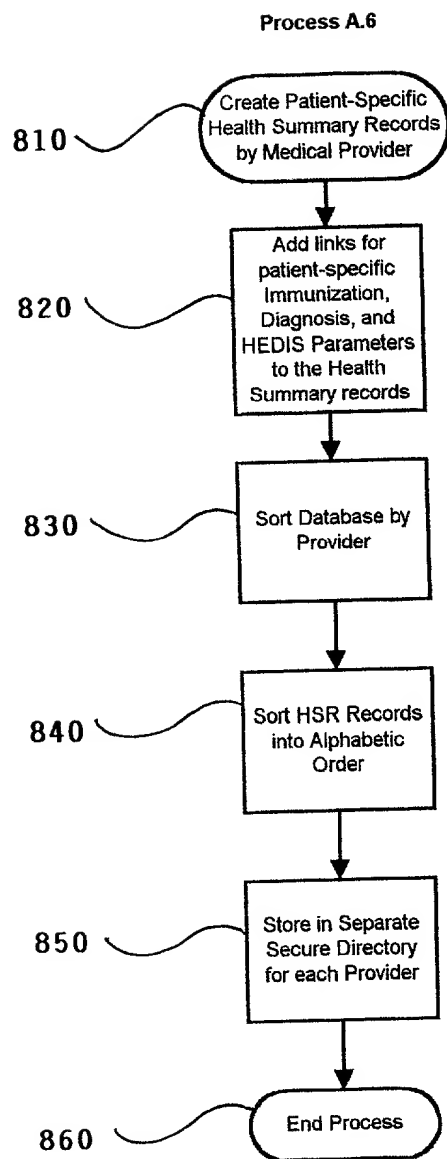 Process A.6
Create Patient-Specific
Health Summary Records
by Medical Provider
810
Add links for
patient-specific
Immunization,
Diagnosis, and
HEDIS Parameters
to the Health
Summary records
820
Sort Database by
Provider
830
Sort HSR Records
into Alphabetic
Order
840
Store in Separate
Secure Directory
for each Provider
850
End Process
860